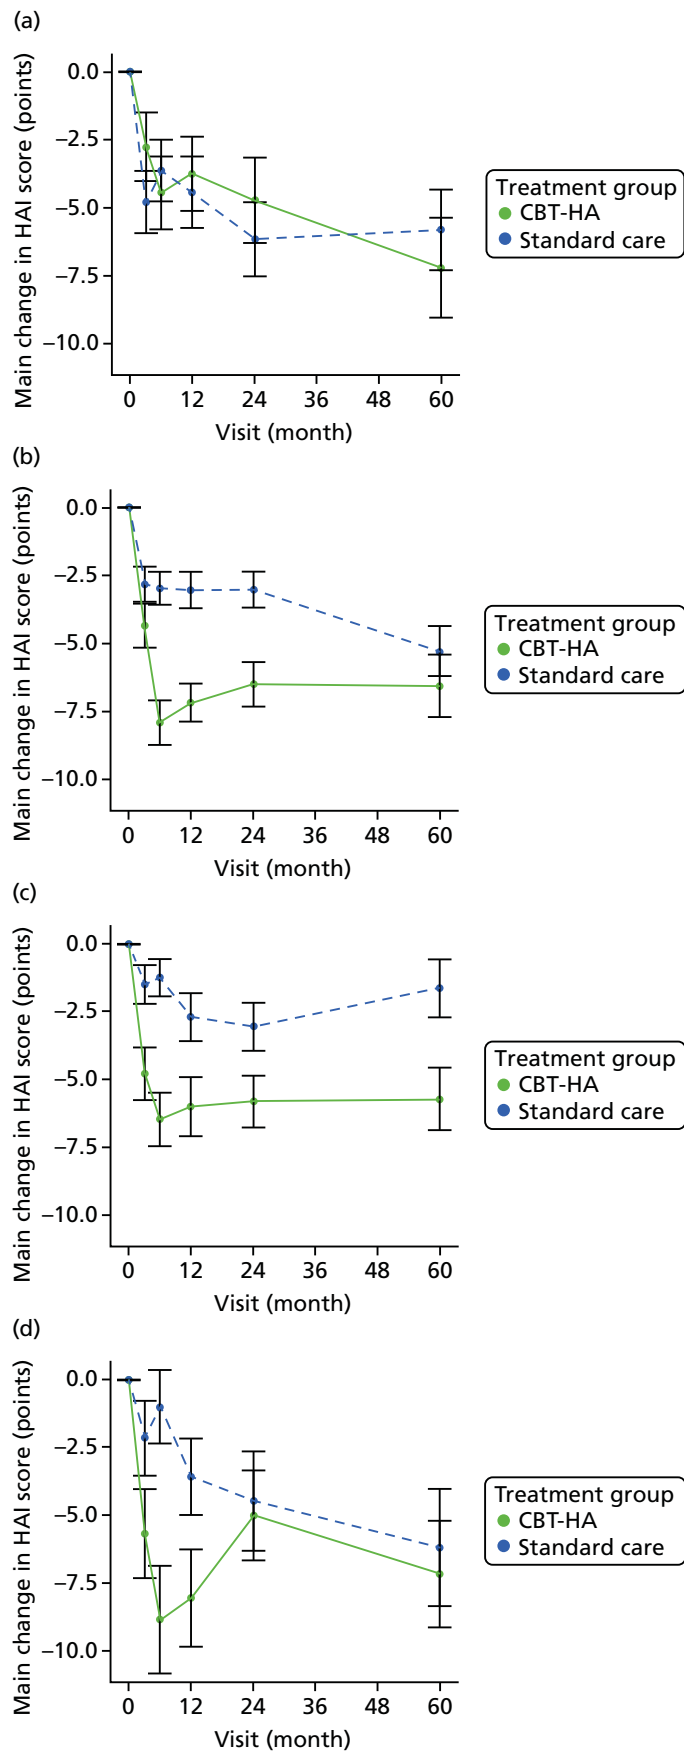 (a)
Main change in HAI score (points)
0.0
−2.5
−5.0
−7.5
−10.0
0 12 24 36 48 60
Visit (month)
Treatment group
CBT-HA
Standard care
(b)
Main change in HAI score (points)
0.0
−2.5
−5.0
−7.5
−10.0
0 12 24 36 48 60
Visit (month)
Treatment group
CBT-HA
Standard care
(c)
Main change in HAI score (points)
0.0
−2.5
−5.0
−7.5
−10.0
0 12 24 36 48 60
Visit (month)
Treatment group
CBT-HA
Standard care
(d)
Main change in HAI score (points)
0.0
−2.5
−5.0
−7.5
−10.0
0 12 24 36 48 60
Visit (month)
Treatment group
CBT-HA
Standard care